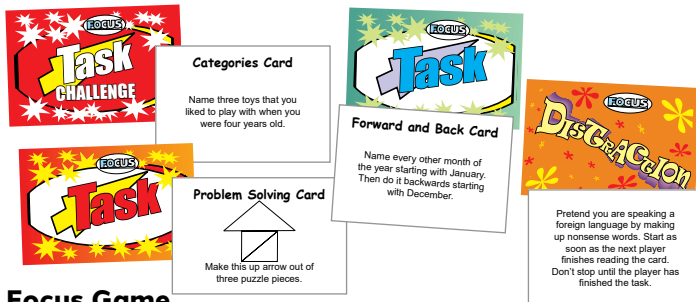 FOCUS
Task
CHALLENGE
Categories Card
Name three toys that you
liked to play with when you
were four years old.
FOCUS
Task
Forward and Back Card
Name every other month of
the year starting with January.
Then do it backwards starting
with December.
FOCUS
DISTRACTION
Pretend you are speaking a
foreign language by making
up nonsense words. Start as
soon as the next player
finishes reading the card.
Don't stop until the player has
finished the task.
FOCUS
Task
Problem Solving Card
Make this up arrow out of
three puzzle pieces.
Focus Game